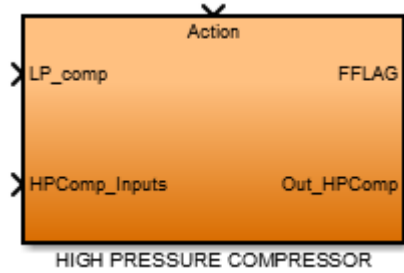 Action
LP_comp
FFLAG
HPComp_Inputs
Out_HPComp
HIGH PRESSURE COMPRESSOR